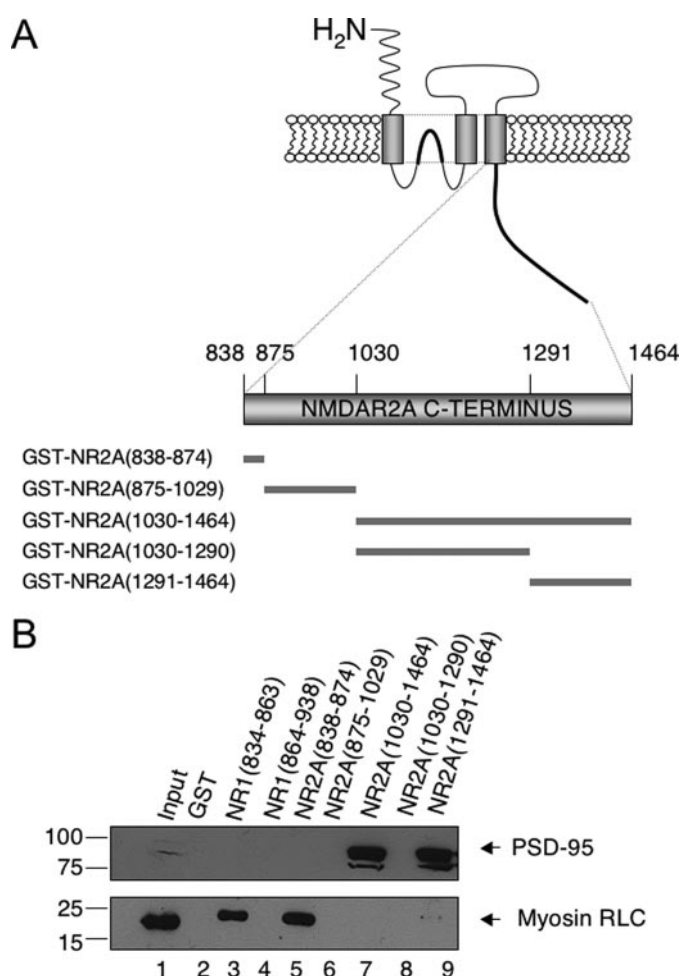 A
H2N
838 875 1030 1291 1464
NMDAR2A C-TERMINUS
GST-NR2A(838-874)
GST-NR2A(875-1029)
GST-NR2A(1030-1464)
GST-NR2A(1030-1290)
GST-NR2A(1291-1464)
B
Input
GST
NR1(834-863)
NR1(864-938)
NR2A(838-874)
NR2A(875-1029)
NR2A(1030-1464)
NR2A(1030-1290)
NR2A(1291-1464)
100
75
PSD-95
25
15
Myosin RLC
1 2 3 4 5 6 7 8 9